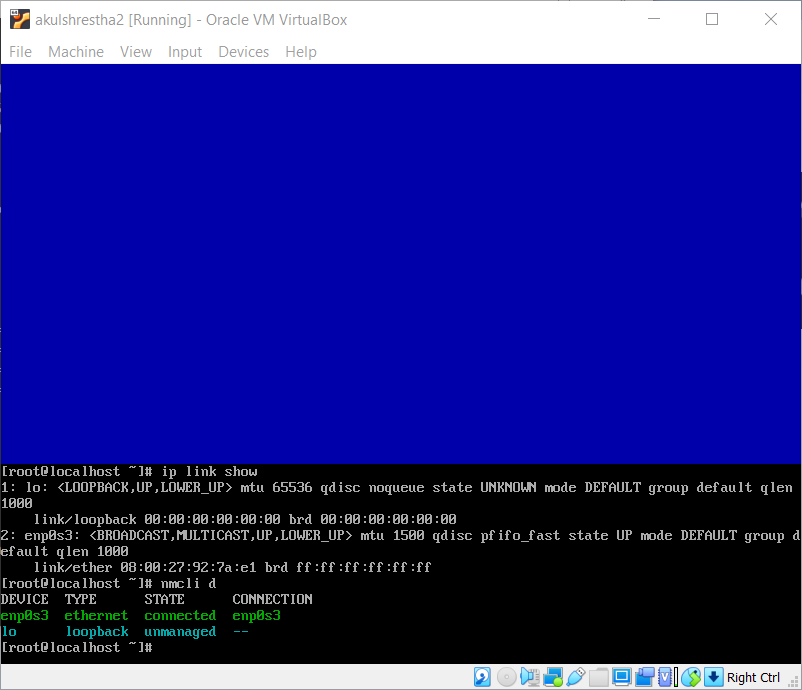 akulshrestha2 [Running] - Oracle VM VirtualBox
File Machine View Input Devices Help
[root@localhost ~]# ip link show
1: lo: <LOOPBACK,UP,LOWER_UP> mtu 65536 qdisc noqueue state UNKNOWN mode DEFAULT group default qlen
1000
    link/loopback 00:00:00:00:00:00 brd 00:00:00:00:00:00
2: enp0s3: <BROADCAST,MULTICAST,UP,LOWER_UP> mtu 1500 qdisc pfifo_fast state UP mode DEFAULT group d
efault qlen 1000
    link/ether 08:00:27:92:7a:e1 brd ff:ff:ff:ff:ff:ff
[root@localhost ~]# nmcli d
DEVICE  TYPE      STATE      CONNECTION
enp0s3  ethernet  connected  enp0s3
lo      loopback  unmanaged  --
[root@localhost ~]#
Right Ctrl